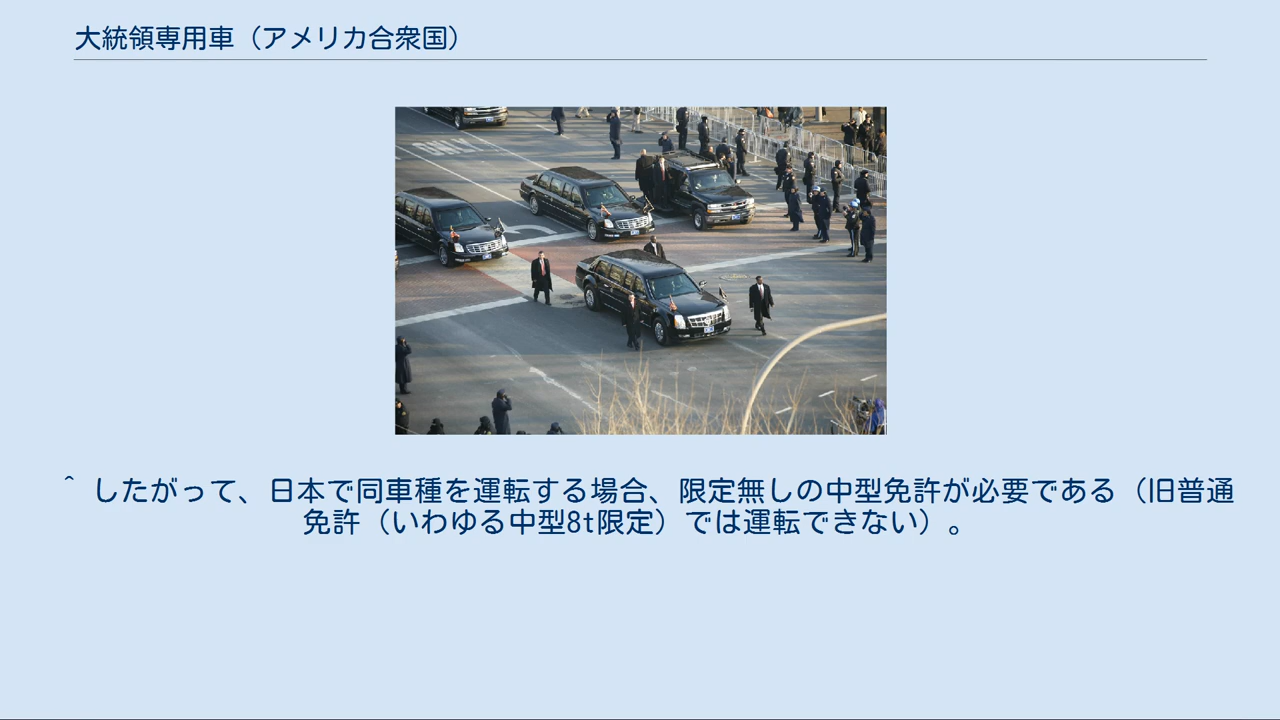 大統領専用車（アメリカ合衆国）
ONLY
^ したがって、日本で同車種を運転する場合、限定無しの中型免許が必要である（旧普通
免許（いわゆる中型8t限定）では運転できない）。